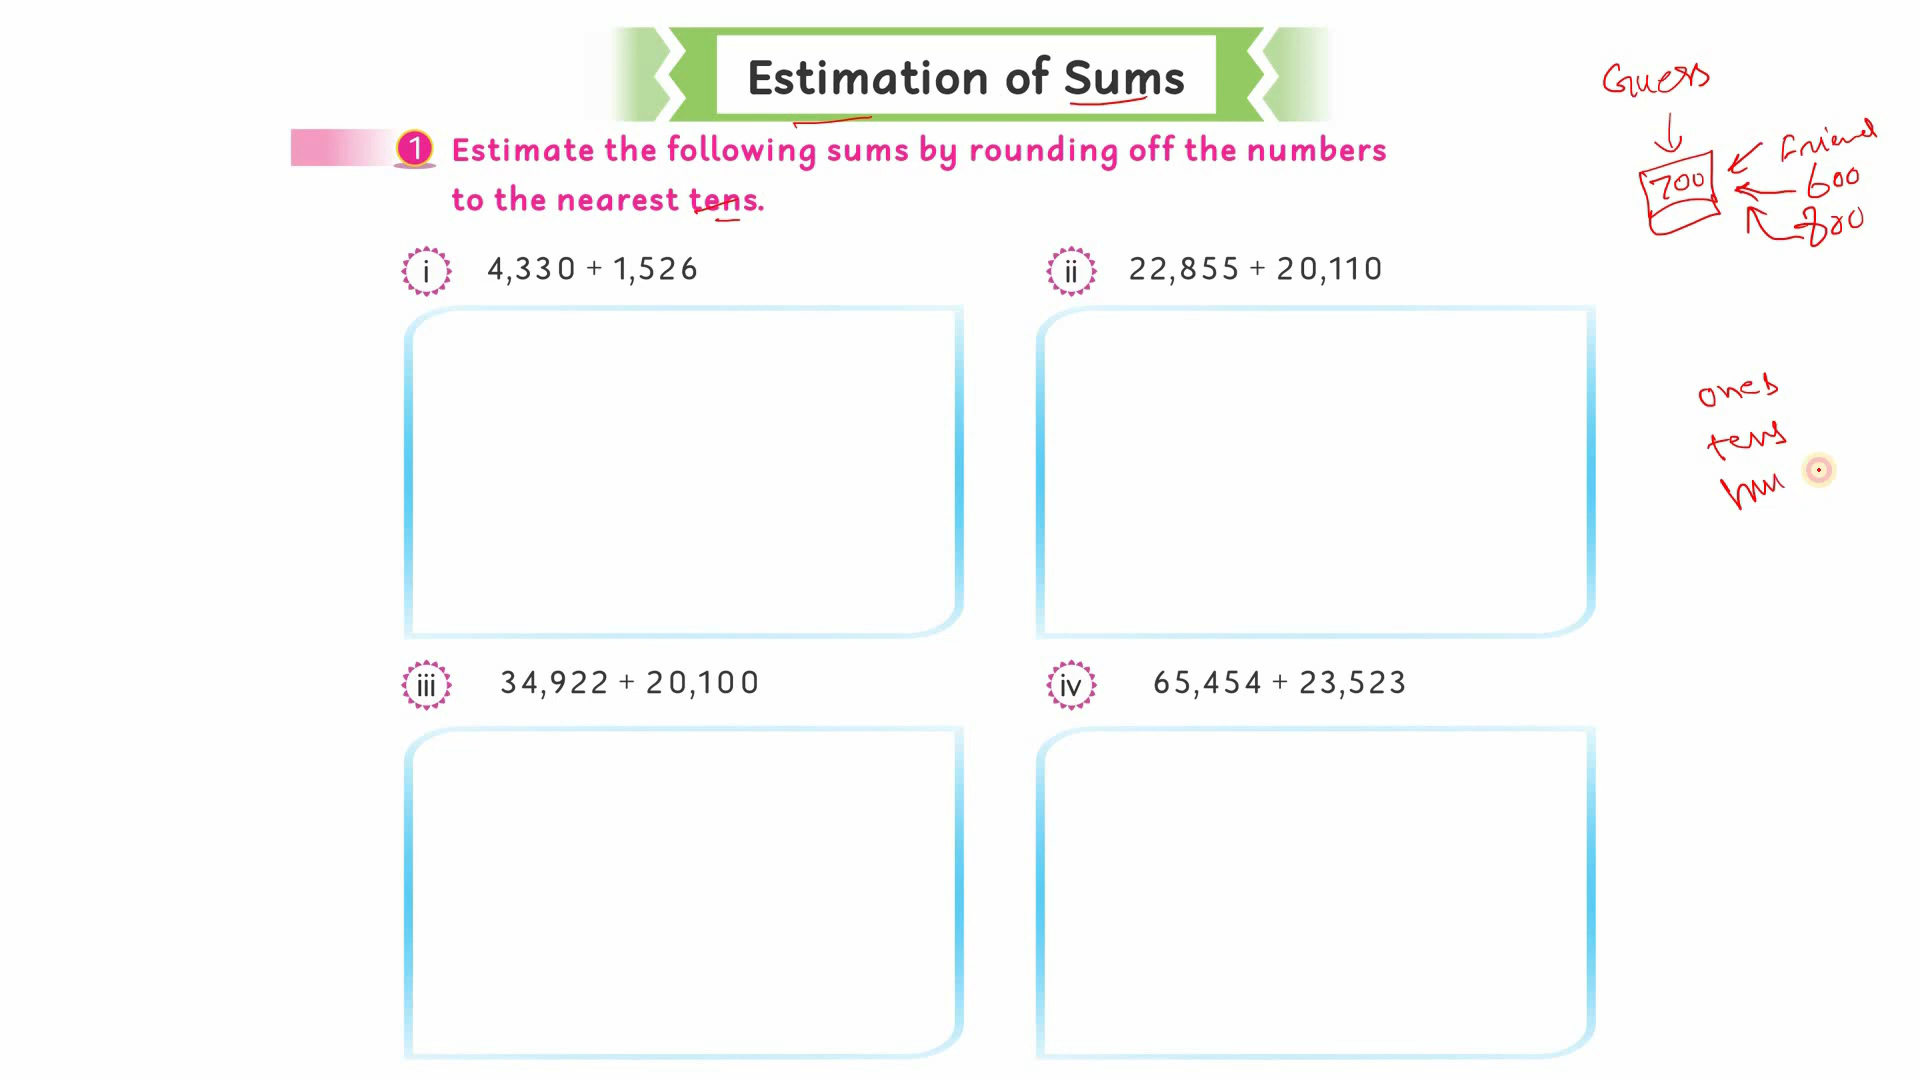 Estimation of Sums
1 Estimate the following sums by rounding off the numbers
to the nearest tens.
i 4,330 + 1,526
ii 22,855 + 20,110
iii 34,922 + 20,100
iv 65,454 + 23,523
Guess
Friend
700
600
800
ones
tens